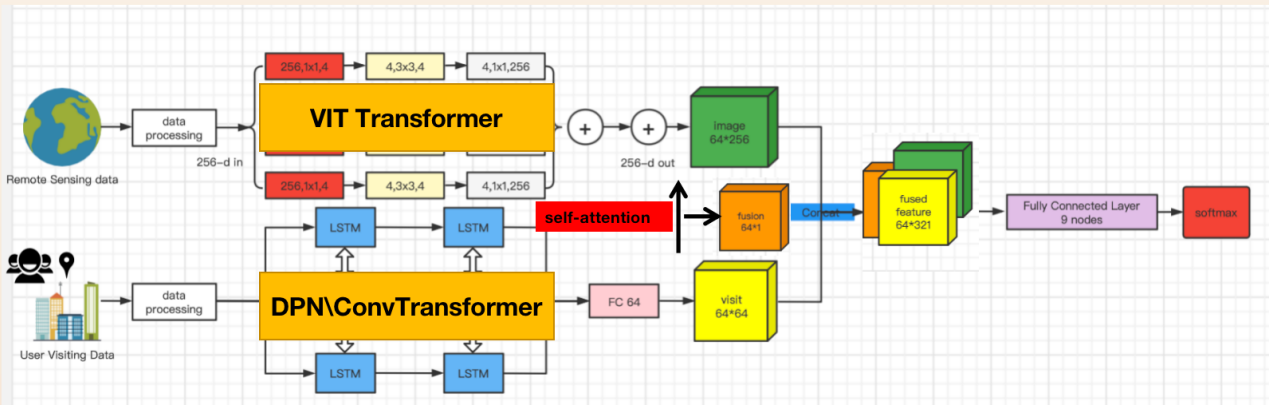 256,1x1,4
4,3x3,4
4,1x1,256
VIT Transformer
data
processing
256-d in
+
+
256-d out
image
64*256
Remote Sensing data
256,1x1,4
4,3x3,4
4,1x1,256
self-attention
fusion
64*1
Concat
fused
feature
64*321
Fully Connected Layer
9 nodes
softmax
LSTM
LSTM
DPN\ConvTransformer
data
processing
FC 64
visit
64*64
User Visiting Data
LSTM
LSTM